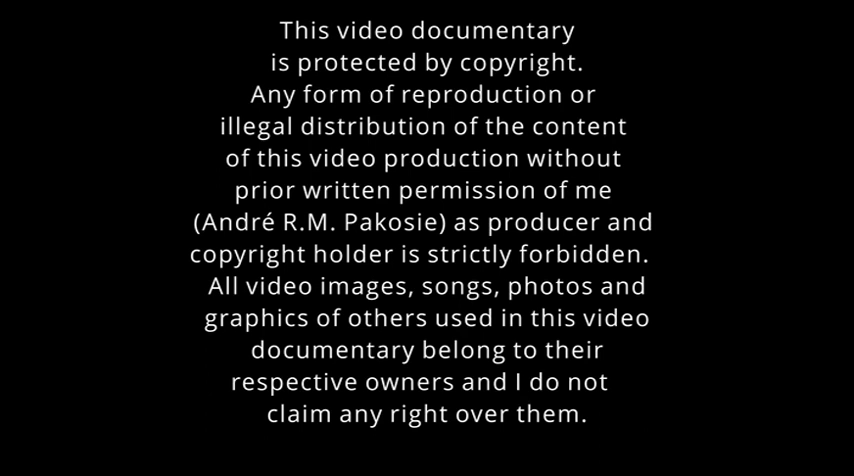 This video documentary
is protected by copyright.
Any form of reproduction or
illegal distribution of the content
of this video production without
prior written permission of me
(André R.M. Pakosie) as producer and
copyright holder is strictly forbidden.
All video images, songs, photos and
graphics of others used in this video
documentary belong to their
respective owners and I do not
claim any right over them.